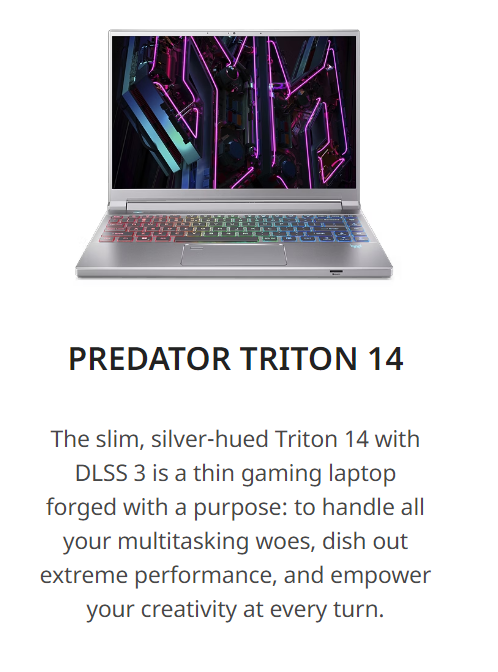 PREDATOR TRITON 14
The slim, silver-hued Triton 14 with
DLSS 3 is a thin gaming laptop
forged with a purpose: to handle all
your multitasking woes, dish out
extreme performance, and empower
your creativity at every turn.